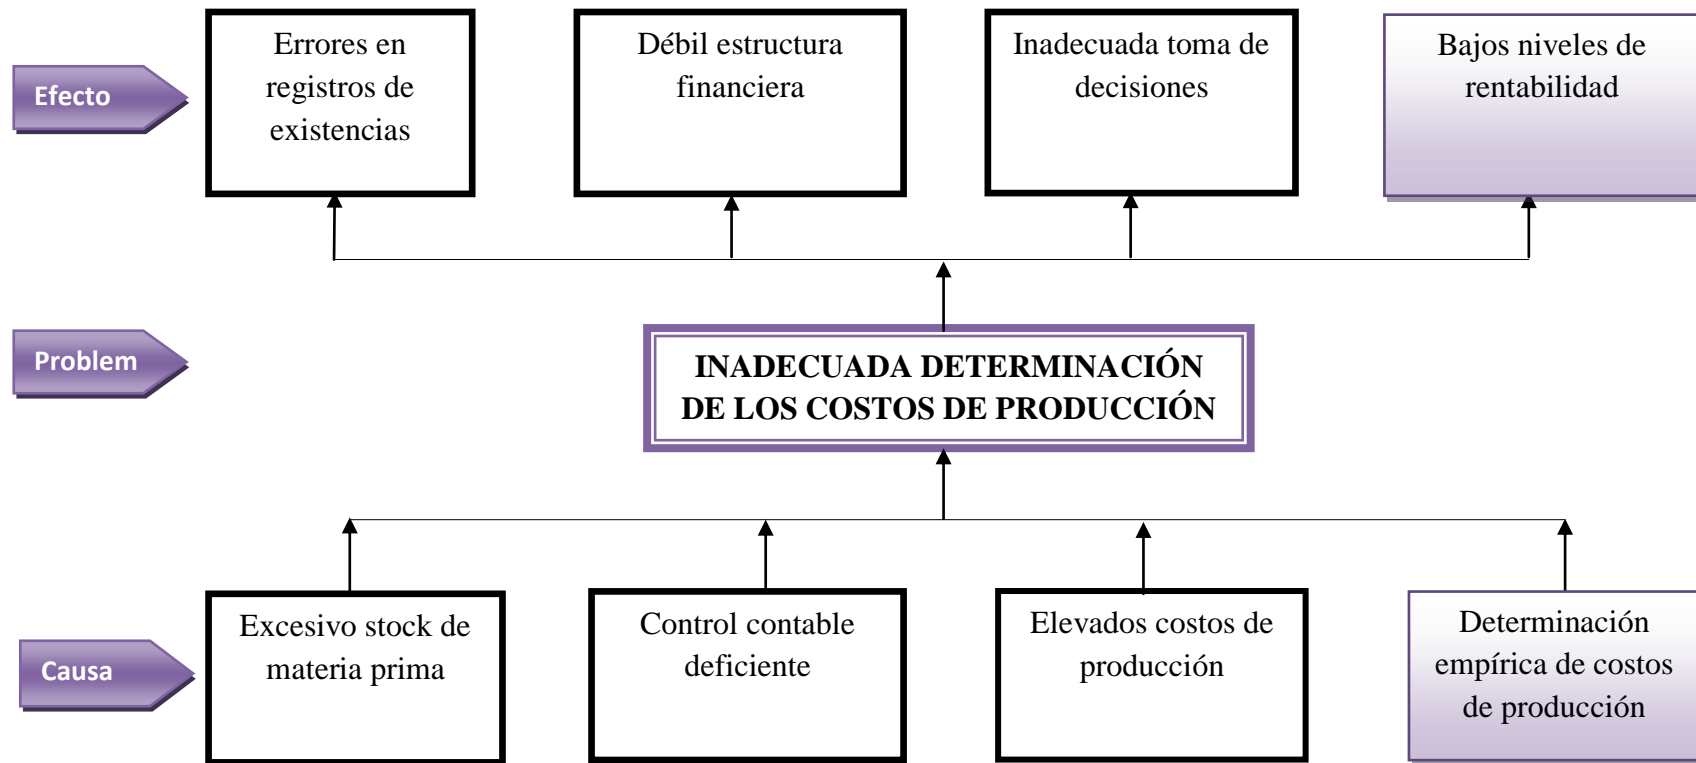 Efecto
Errores en
registros de
existencias
Débil estructura
financiera
Inadecuada toma de
decisiones
Bajos niveles de
rentabilidad
Problem
INADECUADA DETERMINACIÓN
DE LOS COSTOS DE PRODUCCIÓN
Causa
Excesivo stock de
materia prima
Control contable
deficiente
Elevados costos de
producción
Determinación
empírica de costos
de producción